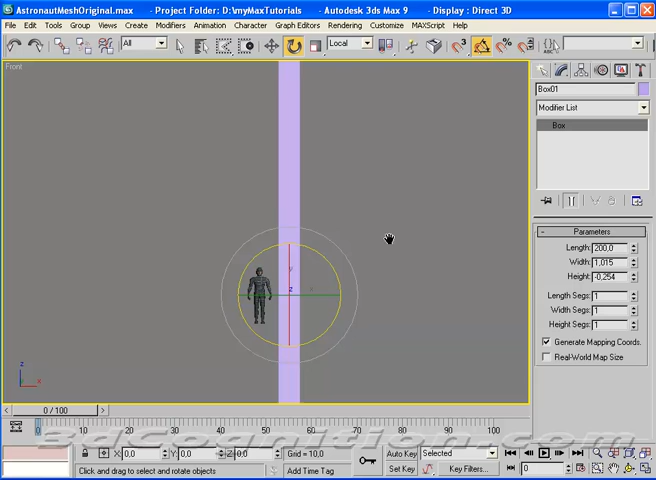 AstronautMeshOriginal.max - Project Folder: D:\myMaxTutorials - Autodesk 3ds Max 9 - Display : Direct 3D
File Edit Tools Group Views Create Modifiers Animation Graph Editors Rendering Customize MAXScript Help
All Local 3
Front
Box01
Modifier List
Box
Parameters
Length: 200,0
Width: 1,015
Height: -0,254
Length Segs: 1
Width Segs: 1
Height Segs: 1
Generate Mapping Coords.
Real-World Map Size
y
z
x
z
x
0 / 100
0 10 20 30 40 50 60 70 80 90 100
3dCognition.com
X: 0,0 Y: 0,0 Z: 0,0 Grid = 10,0 Auto Key Selected
Click and drag to select and rotate objects Add Time Tag Set Key Key Filters... 0